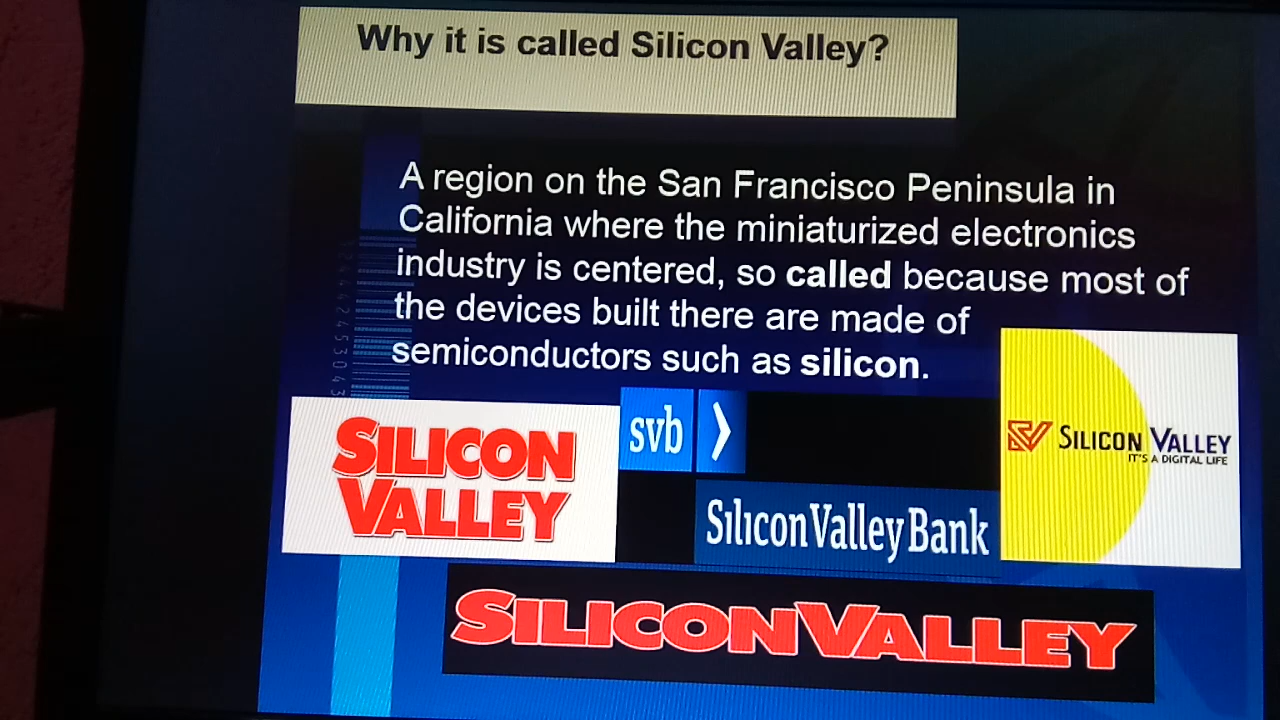 Why it is called Silicon Valley?
A region on the San Francisco Peninsula in
California where the miniaturized electronics
industry is centered, so called because most of
the devices built there are made of
semiconductors such as silicon.
SILICON
VALLEY
svb
Silicon Valley Bank
SILICON VALLEY
IT'S A DIGITAL LIFE
SILICON VALLEY